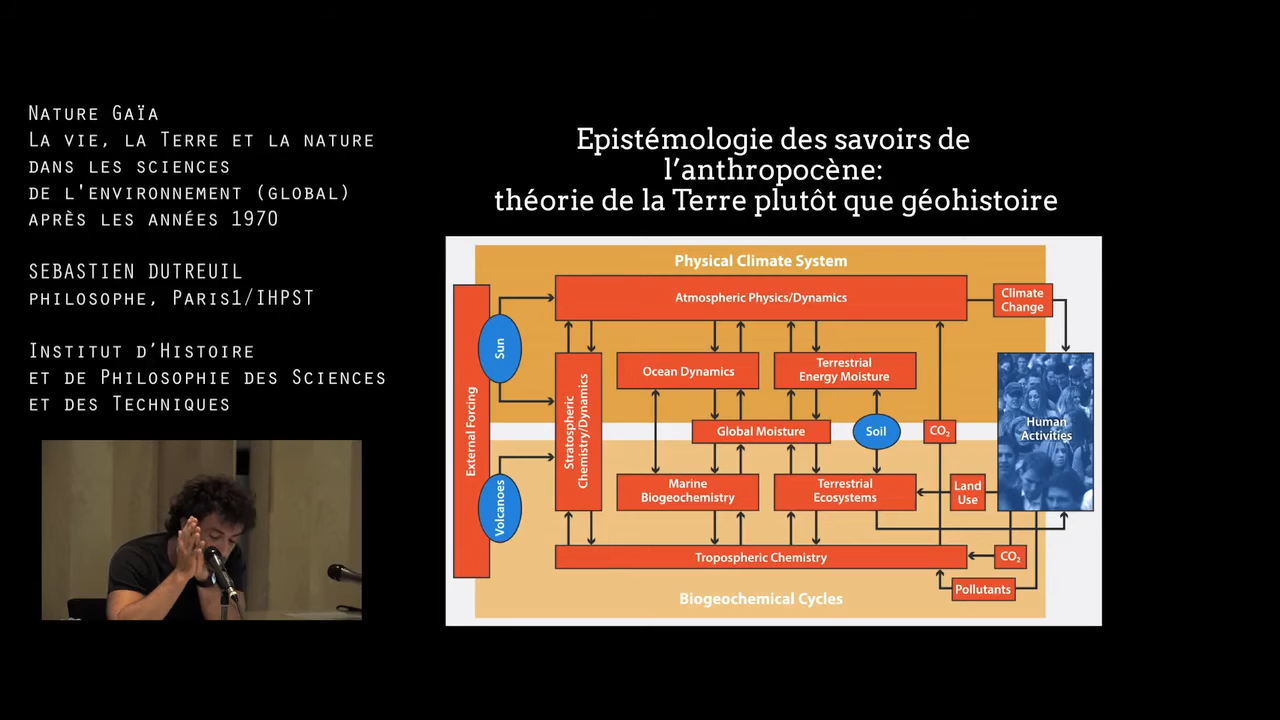 Nature Gaïa
La vie, la Terre et la nature
dans les sciences
de l'environnement (global)
après les années 1970
SEBASTIEN DUTREUIL
philosophe, Paris1/IHPST
Institut d'Histoire
et de Philosophie des Sciences
et des Techniques
Epistémologie des savoirs de
l’anthropocène:
théorie de la Terre plutôt que géohistoire
Physical Climate System
Atmospheric Physics/Dynamics
Climate
Change
Sun
External Forcing
Stratospheric
Chemistry/Dynamics
Ocean Dynamics
Terrestrial
Energy Moisture
Global Moisture
Soil
CO₂
Human
Activities
Volcanoes
Marine
Biogeochemistry
Terrestrial
Ecosystems
Land
Use
Tropospheric Chemistry
CO₂
Pollutants
Biogeochemical Cycles